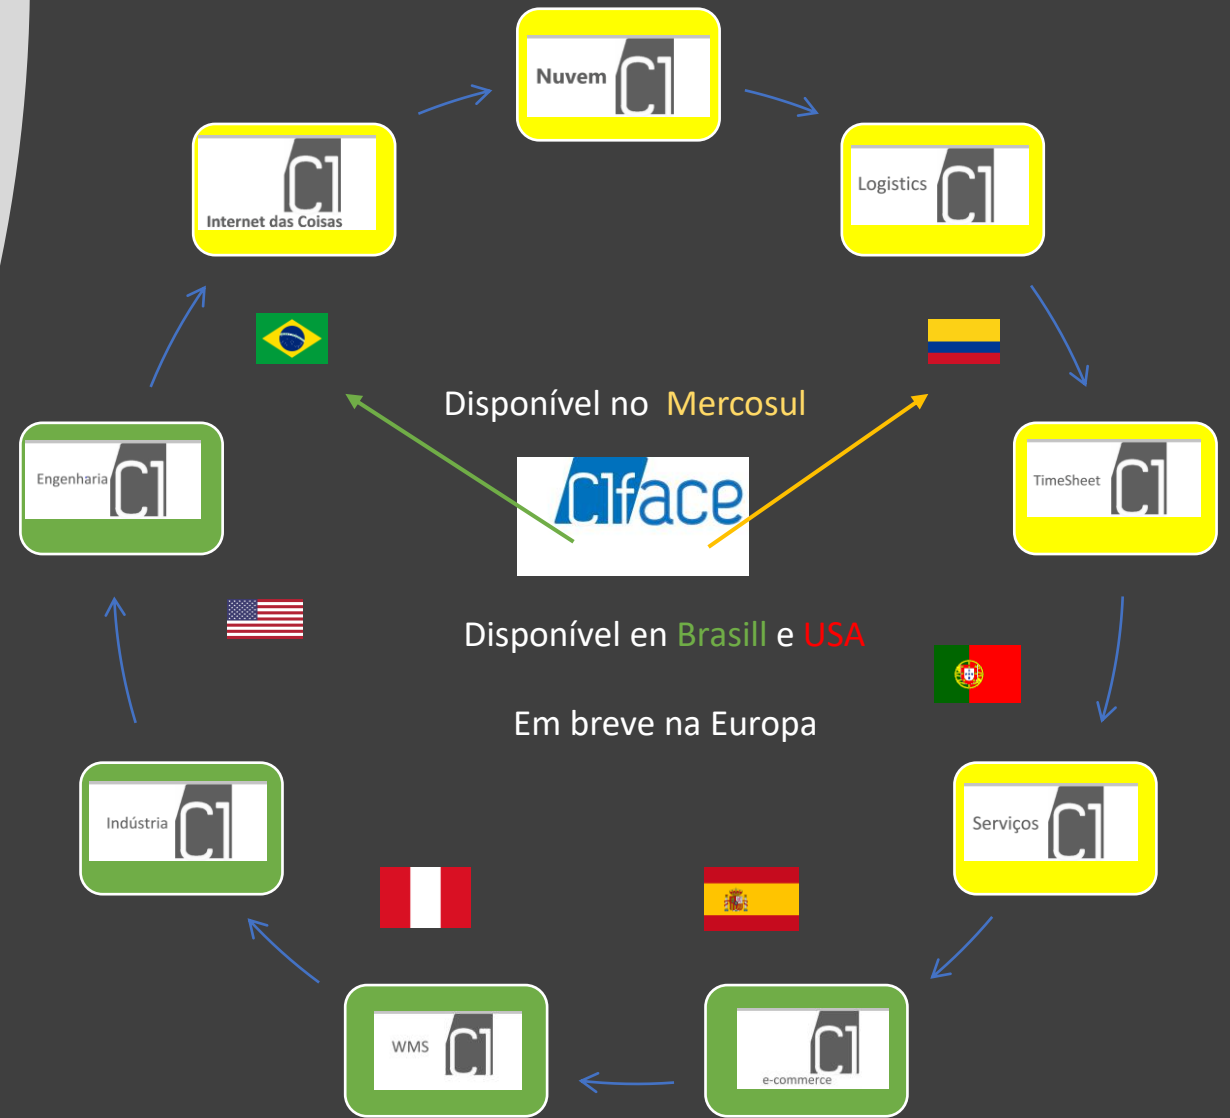 Nuvem C1
Logistics C1
C1
Internet das Coisas
Disponível no Mercosul
Engenharia C1
C1face
TimeSheet C1
Disponível en Brasill e USA
Em breve na Europa
Indústria C1
Serviços C1
WMS C1
C1
e-commerce